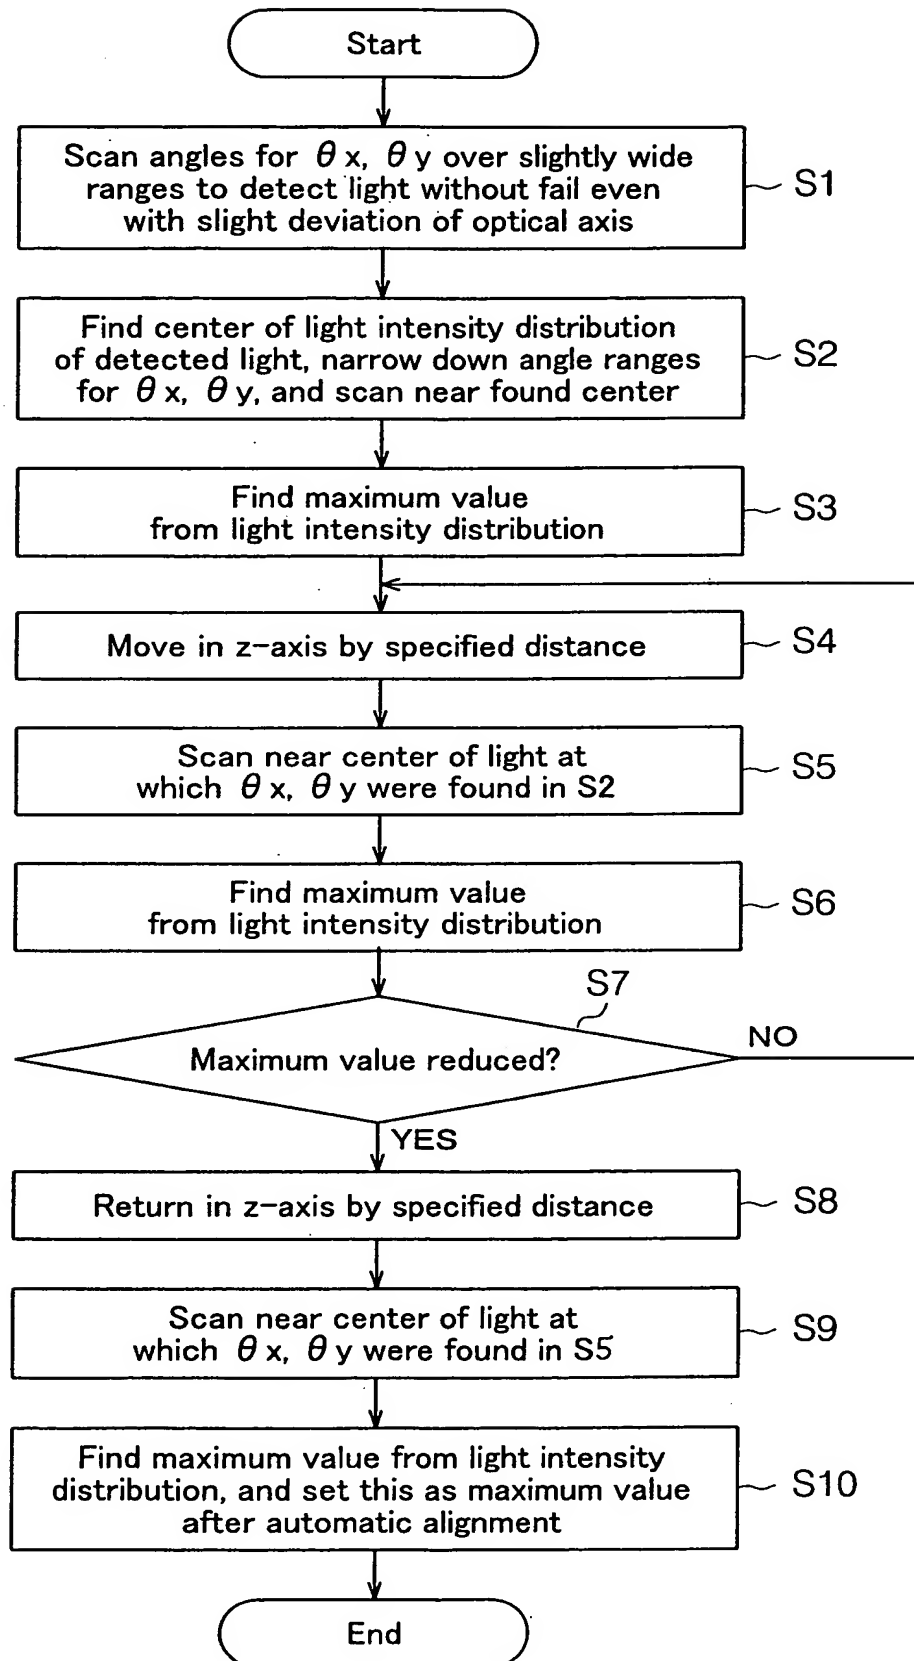 Start
Scan angles for θx, θy over slightly wide
ranges to detect light without fail even
with slight deviation of optical axis
S1
Find center of light intensity distribution
of detected light, narrow down angle ranges
for θx, θy, and scan near found center
S2
Find maximum value
from light intensity distribution
S3
Move in z-axis by specified distance
S4
Scan near center of light at
which θx, θy were found in S2
S5
Find maximum value
from light intensity distribution
S6
S7
Maximum value reduced?
NO
YES
Return in z-axis by specified distance
S8
Scan near center of light at
which θx, θy were found in S5
S9
Find maximum value from light intensity
distribution, and set this as maximum value
after automatic alignment
S10
End